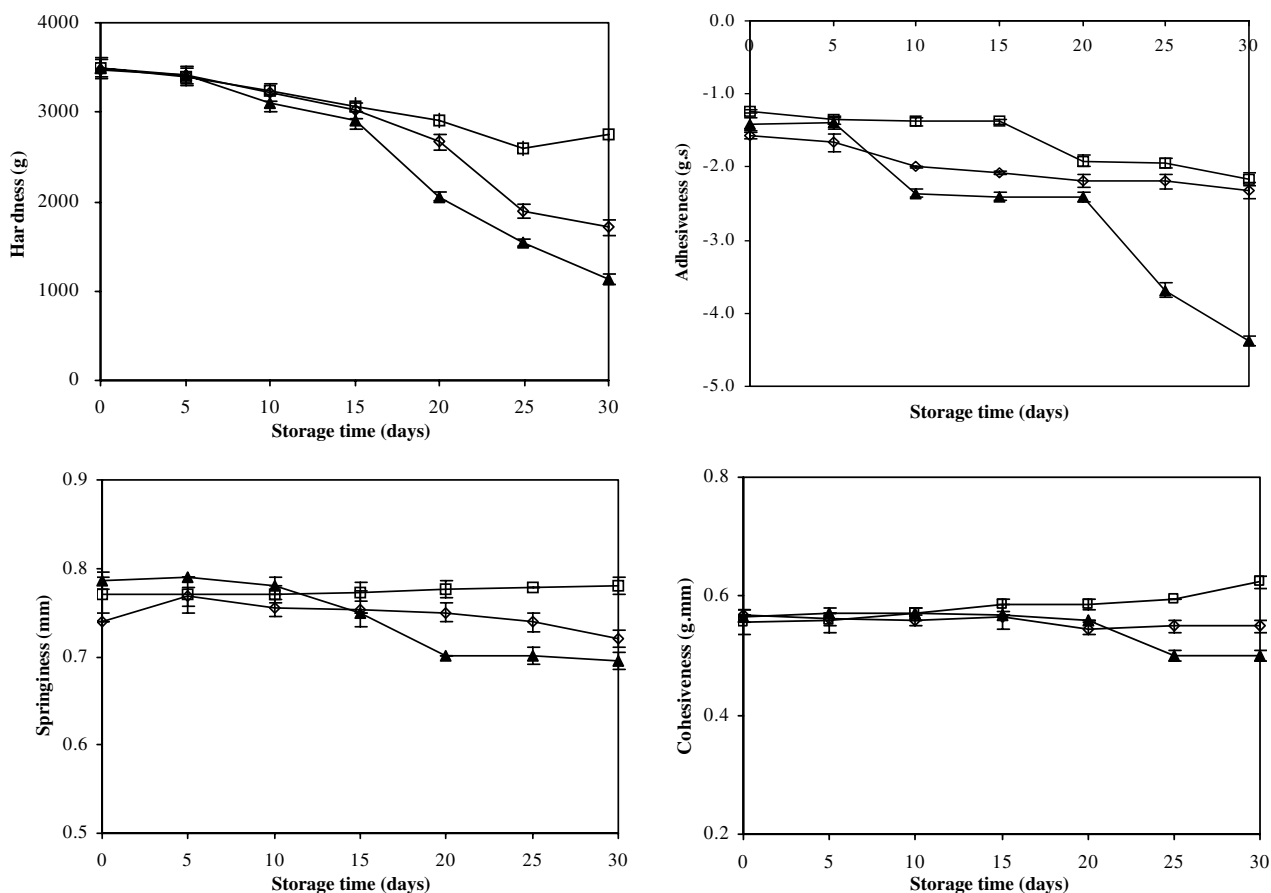 4000
3000
2000
1000
0
Hardness (g)
0 5 10 15 20 25 30
Storage time (days)
0.0
-1.0
-2.0
-3.0
-4.0
-5.0
Adhesiveness (g.s)
0 5 10 15 20 25 30
Storage time (days)
0.9
0.8
0.7
0.6
0.5
Springiness (mm)
0 5 10 15 20 25 30
Storage time (days)
0.8
0.6
0.4
0.2
Cohesiveness (g.mm)
0 5 10 15 20 25 30
Storage time (days)